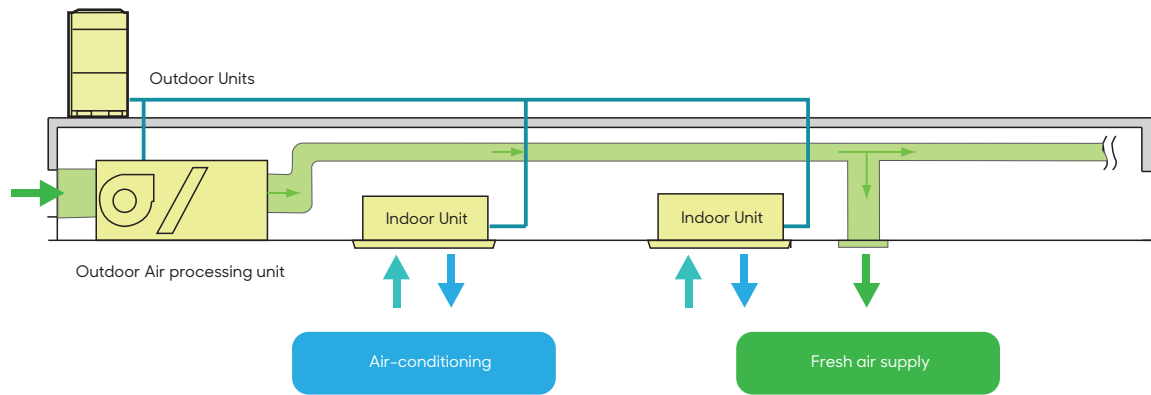 Outdoor Units
Indoor Unit
Indoor Unit
Outdoor Air processing unit
Air-conditioning
Fresh air supply